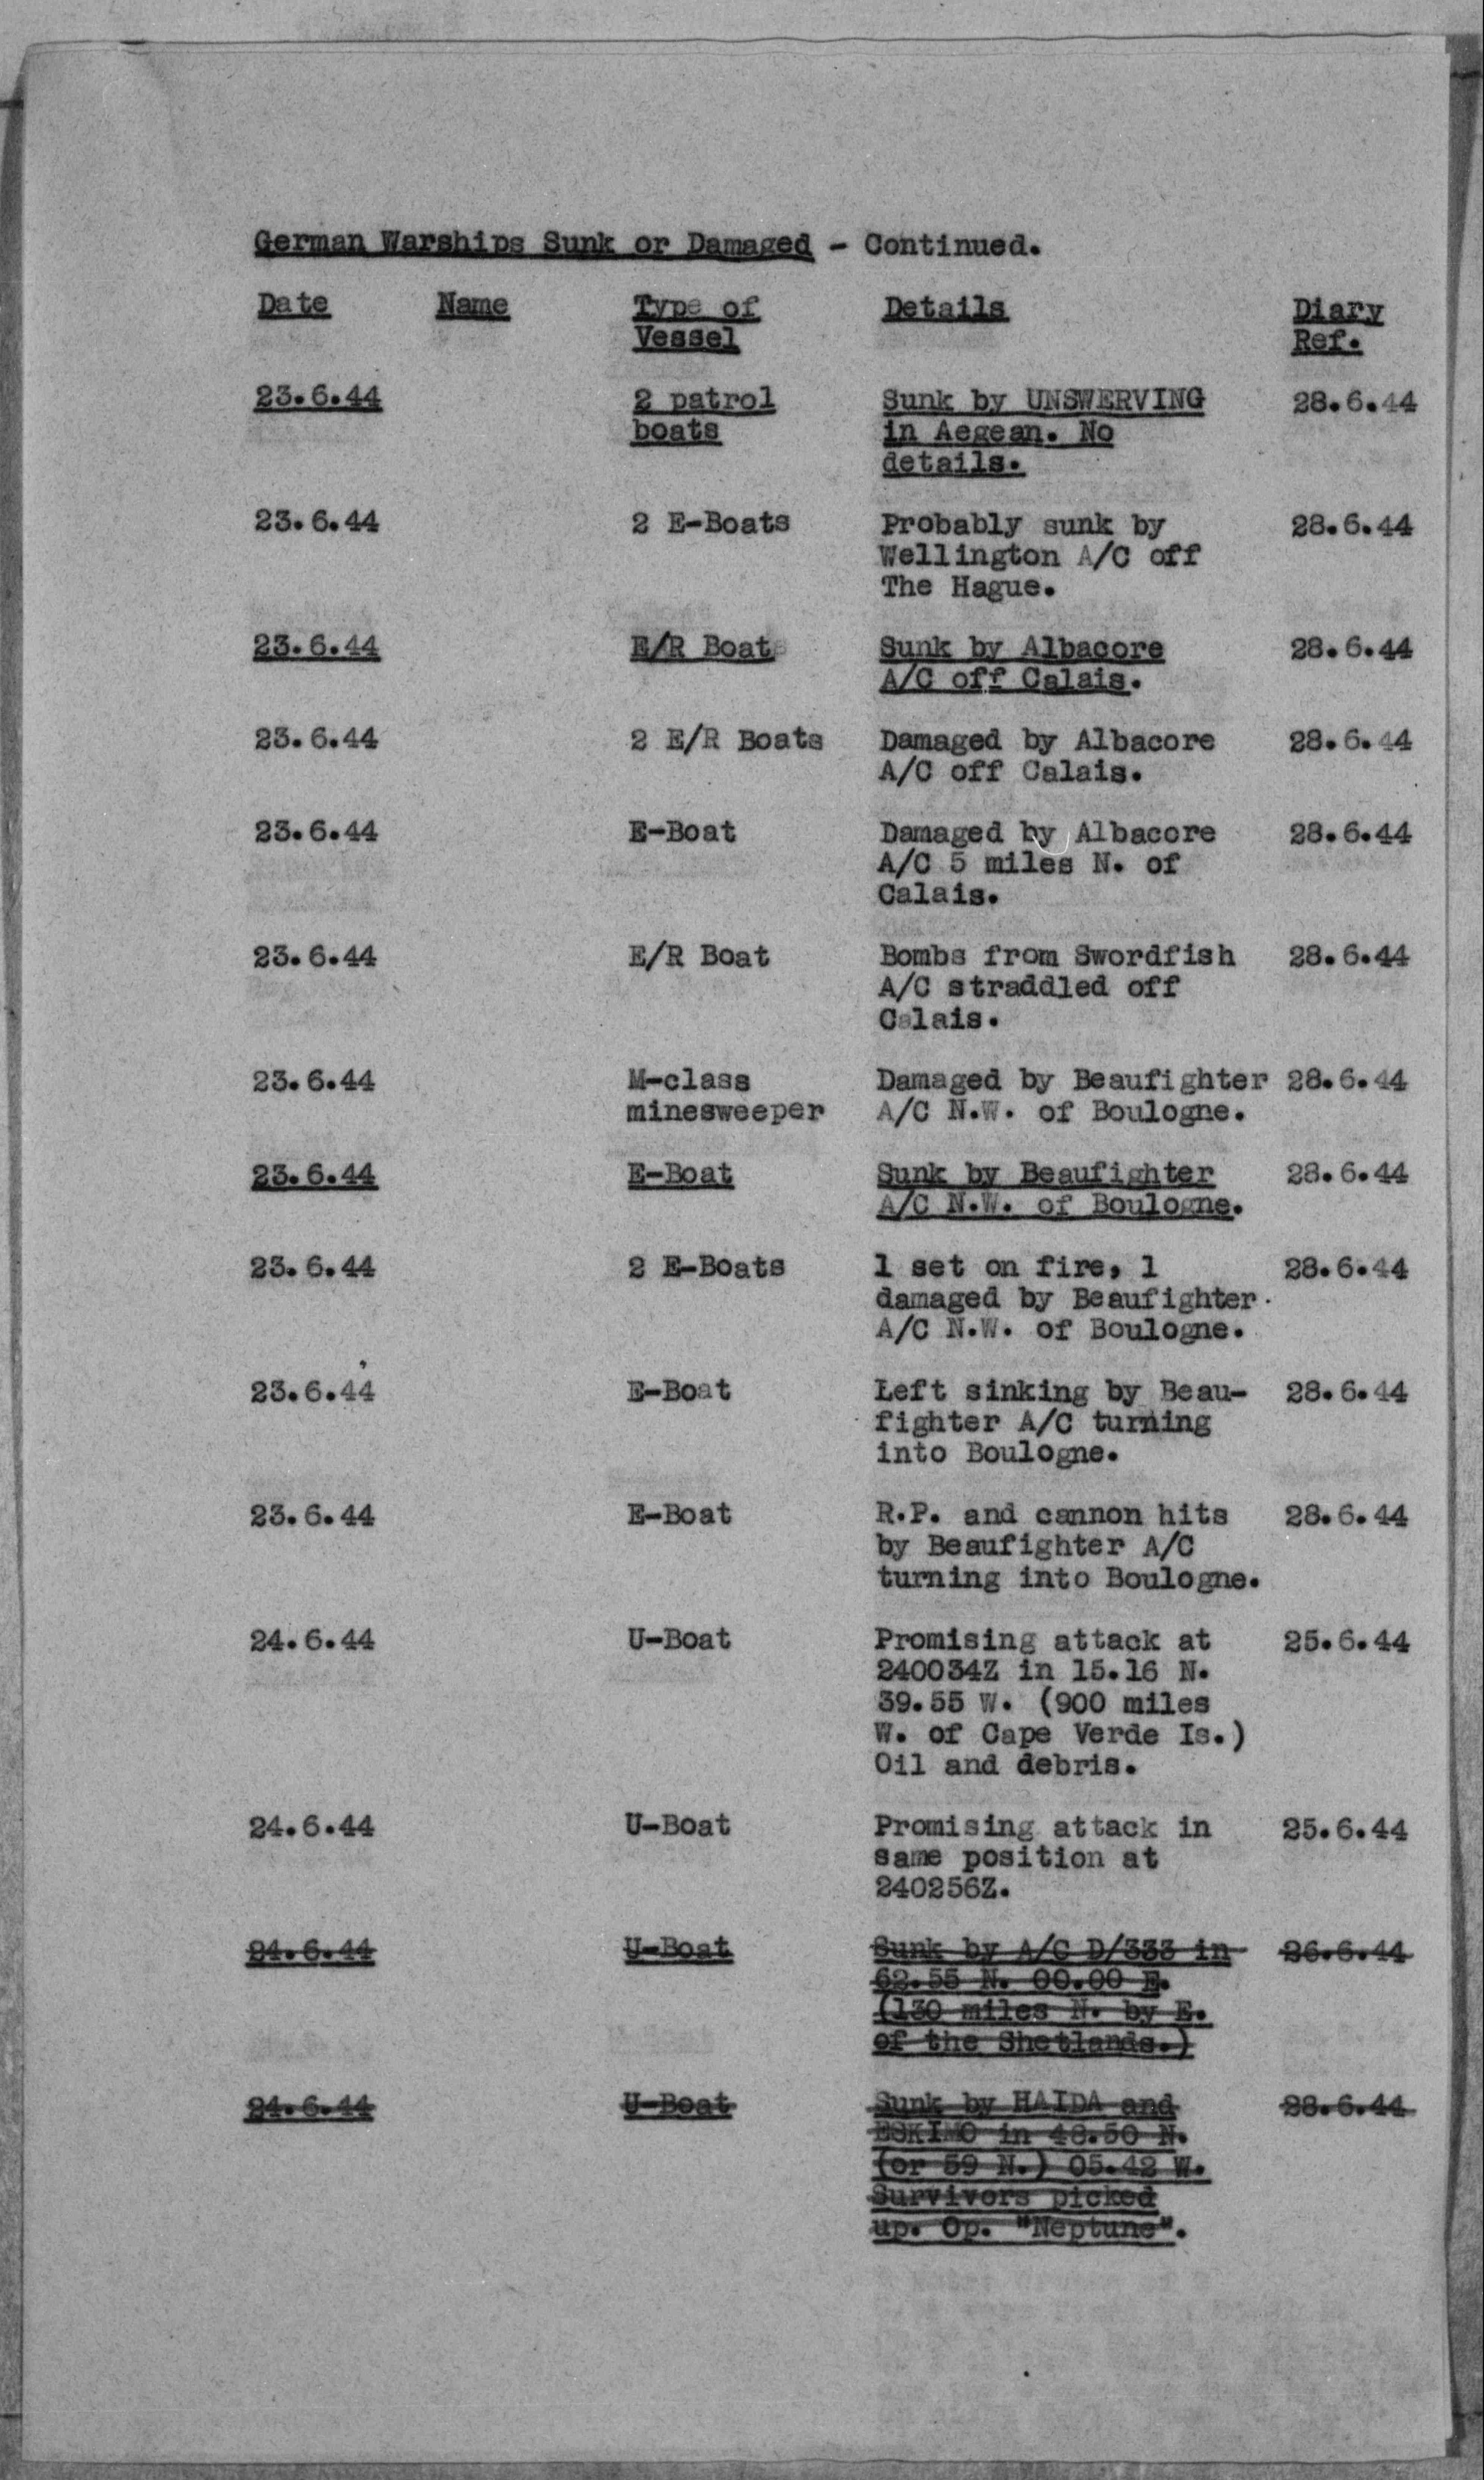 German Warships Sunk or Damaged - Continued.
Date Name Type of Details Diary
Vessel Ref.
23.6.44 2 patrol Sunk by UNSWERVING 28.6.44
boats in Aegean. No
details.
23.6.44 2 E-Boats Probably sunk by 28.6.44
Wellington A/C off
The Hague.
23.6.44 E/R Boat Sunk by Albacore 28.6.44
A/C off Calais.
23.6.44 2 E/R Boats Damaged by Albacore 28.6.44
A/C off Calais.
23.6.44 E-Boat Damaged by Albacore 28.6.44
A/C 5 miles N. of
Calais.
23.6.44 E/R Boat Bombs from Swordfish 28.6.44
A/C straddled off
Calais.
23.6.44 M-class Damaged by Beaufighter 28.6.44
minesweeper A/C N.W. of Boulogne.
23.6.44 E-Boat Sunk by Beaufighter 28.6.44
A/C N.W. of Boulogne.
23.6.44 2 E-Boats 1 set on fire, 1 28.6.44
damaged by Beaufighter
A/C N.W. of Boulogne.
23.6.44 E-Boat Left sinking by Beau- 28.6.44
fighter A/C turning
into Boulogne.
23.6.44 E-Boat R.P. and cannon hits 28.6.44
by Beaufighter A/C
turning into Boulogne.
24.6.44 U-Boat Promising attack at 25.6.44
240034Z in 15.16 N.
39.55 W. (900 miles
W. of Cape Verde Is.)
Oil and debris.
24.6.44 U-Boat Promising attack in 25.6.44
same position at
240256Z.
24.6.44 U-Boat Sunk by A/C D/333 in 26.6.44
62.55 N. 00.00 E.
(130 miles N. by E.
of the Shetlands.)
24.6.44 U-Boat Sunk by HAIDA and 28.6.44
ESKIMO in 48.50 N.
(or 59 N.) 05.42 W.
Survivors picked
up. Op. "Neptune".